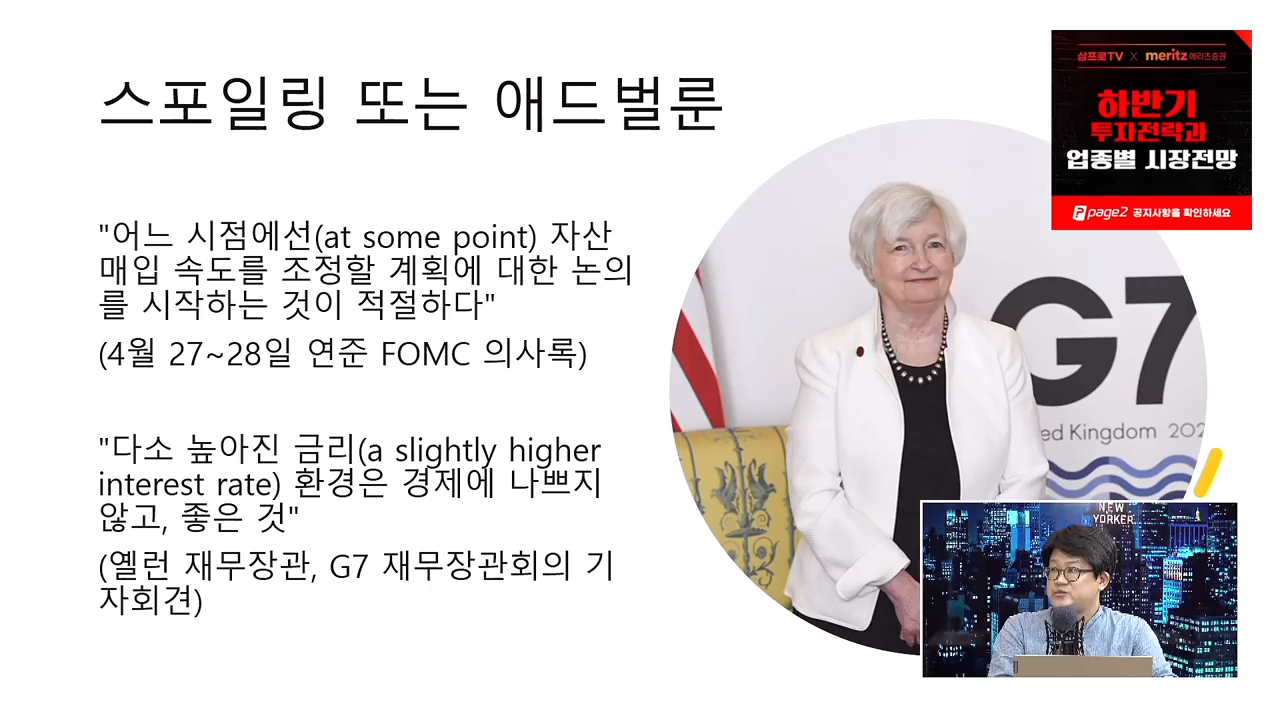 스포일링 또는 애드벌룬
"어느 시점에선(at some point) 자산
매입 속도를 조정할 계획에 대한 논의
를 시작하는 것이 적절하다"
(4월 27~28일 연준 FOMC 의사록)
"다소 높아진 금리(a slightly higher
interest rate) 환경은 경제에 나쁘지
않고, 좋은 것"
(옐런 재무장관, G7 재무장관회의 기
자회견)
삼프로TV X meritz 메리츠증권
하반기
투자전략과
업종별 시장전망
page2 공지사항을 확인하세요
G7
ed Kingdom 202
NEW
YORKER